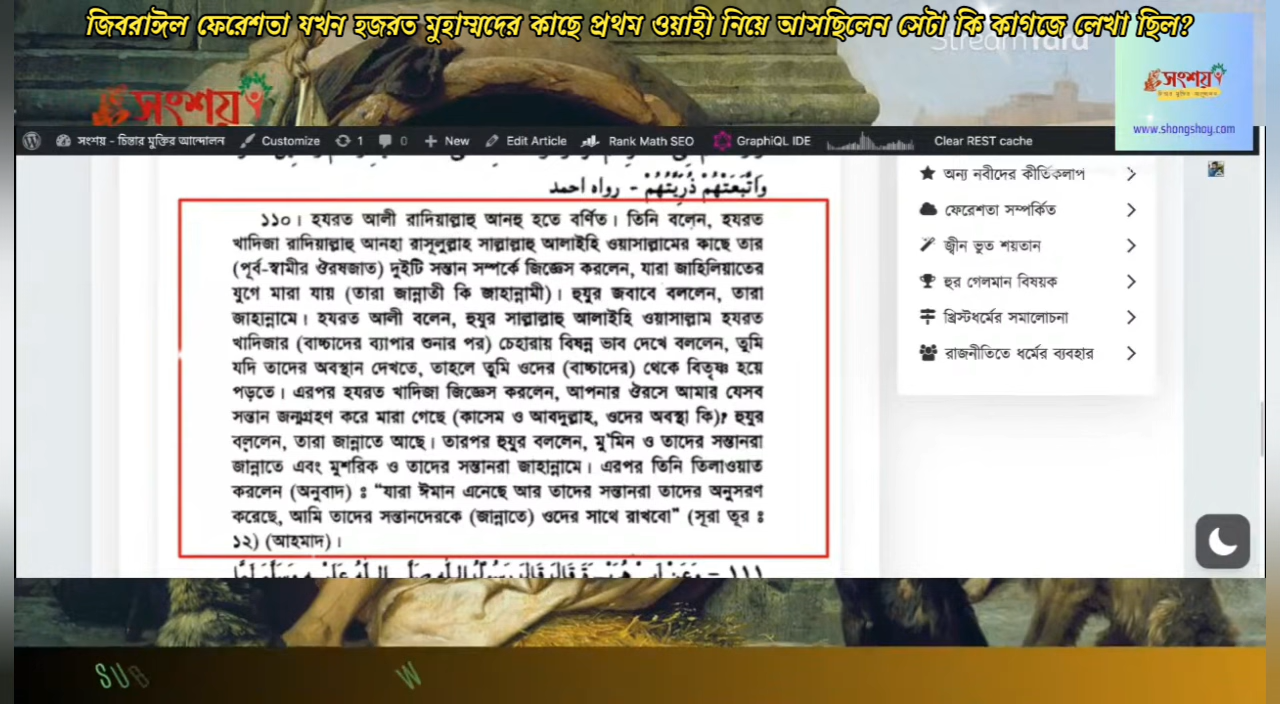 জিবরাঈল ফেরেশতা যখন হজরত মুহাম্মদের কাছে প্রথম ওয়াহী নিয়ে আসছিলেন সেটা কি কাগজে লেখা ছিল?
StreamYard
সংশয়
সংশয়
www.shongshoy.com
সংশয় - চিন্তার মুক্তির আন্দোলন Customize 1 0 New Edit Article Rank Math SEO GraphiQL IDE Clear REST cache
وَاتَّبَعَتْهُمْ ذُرِّيَّتُهُمْ - رواه احمد
১১০। হযরত আলী রাদিয়াল্লাহু আনহু হতে বর্ণিত। তিনি বলেন, হযরত
খাদিজা রাদিয়াল্লাহু আনহা রাসূলুল্লাহ সাল্লাল্লাহু আলাইহি ওয়াসাল্লামের কাছে তার
(পূর্ব-স্বামীর ঔরষজাত) দুইটি সন্তান সম্পর্কে জিজ্ঞেস করলেন, যারা জাহিলিয়াতের
যুগে মারা যায় (তারা জান্নাতী কি জাহান্নামী)। হুযুর জবাবে বললেন, তারা
জাহান্নামে। হযরত আলী বলেন, হুযুর সাল্লাল্লাহু আলাইহি ওয়াসাল্লাম হযরত
খাদিজার (বাচ্চাদের ব্যাপার শুনার পর) চেহারায় বিষন্ন ভাব দেখে বললেন, তুমি
যদি তাদের অবস্থান দেখতে, তাহলে তুমি ওদের (বাচ্চাদের) থেকে বিতৃষ্ণ হয়ে
পড়তে। এরপর হযরত খাদিজা জিজ্ঞেস করলেন, আপনার ঔরসে আমার যেসব
সন্তান জন্মগ্রহণ করে মারা গেছে (কাসেম ও আবদুল্লাহ, ওদের অবস্থা কি)? হুযুর
বললেন, তারা জান্নাতে আছে। তারপর হুযুর বললেন, মু'মিন ও তাদের সন্তানরা
জান্নাতে এবং মুশরিক ও তাদের সন্তানরা জাহান্নামে। এরপর তিনি তিলাওয়াত
করলেন (অনুবাদ) ঃ “যারা ঈমান এনেছে আর তাদের সন্তানরা তাদের অনুসরণ
করেছে, আমি তাদের সন্তানদেরকে (জান্নাতে) ওদের সাথে রাখবো” (সূরা তূর ঃ
১২) (আহমাদ)।
অন্য নবীদের কীর্তিকলাপ
ফেরেশতা সম্পর্কিত
জ্বীন ভুত শয়তান
হুর গেলমান বিষয়ক
খ্রিস্টধর্মের সমালোচনা
রাজনীতিতে ধর্মের ব্যবহার
SUB W